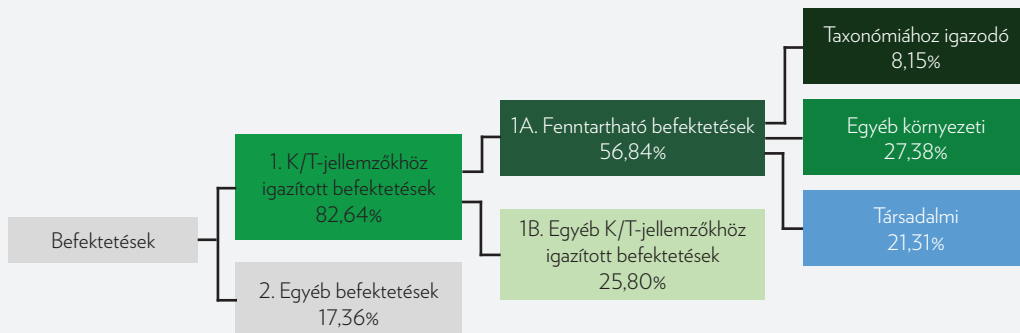 Befektetések
1. K/T-jellemzőkhöz
igazított befektetések
82,64%
2. Egyéb befektetések
17,36%
1A. Fenntartható befektetések
56,84%
1B. Egyéb K/T-jellemzőkhöz
igazított befektetések
25,80%
Taxonómiához igazodó
8,15%
Egyéb környezeti
27,38%
Társadalmi
21,31%